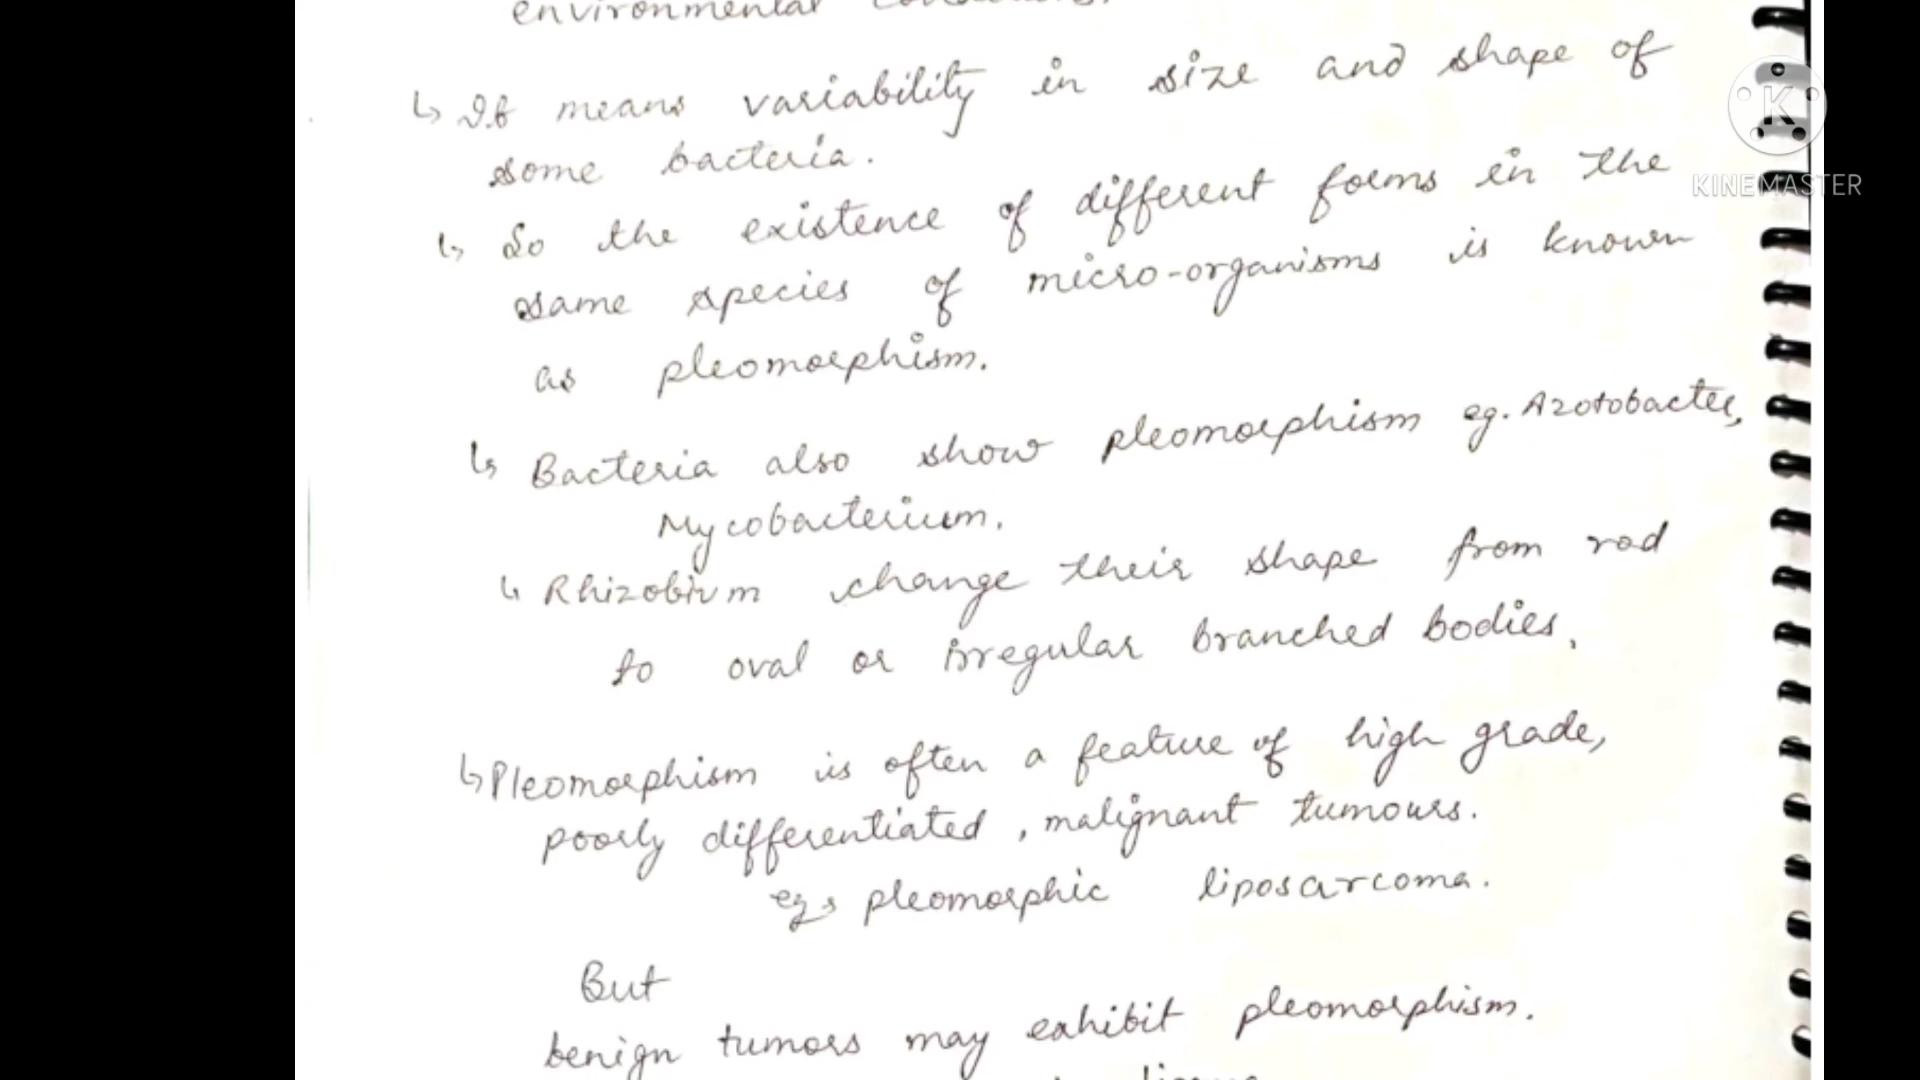 environmental
↳ It means variability in size and shape of
some bacteria.
↳ So the existence of different forms in the
same species of micro-organisms is known
as pleomorphism.
↳ Bacteria also show pleomorphism eg. Azotobacter,
Mycobacterium.
↳ Rhizobium change their shape from rod
to oval or irregular branched bodies.
↳ Pleomorphism is often a feature of high grade,
poorly differentiated, malignant tumours.
eg, pleomorphic liposarcoma.
But
benign tumors may exhibit pleomorphism.
K
KINEMASTER